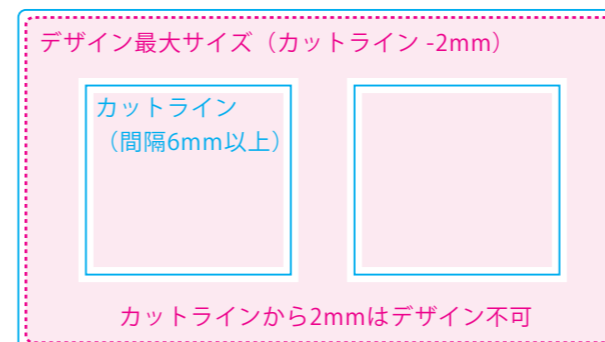 デザイン最大サイズ（カットライン -2mm）
カットライン
（間隔6mm以上）
カットラインから2mmはデザイン不可